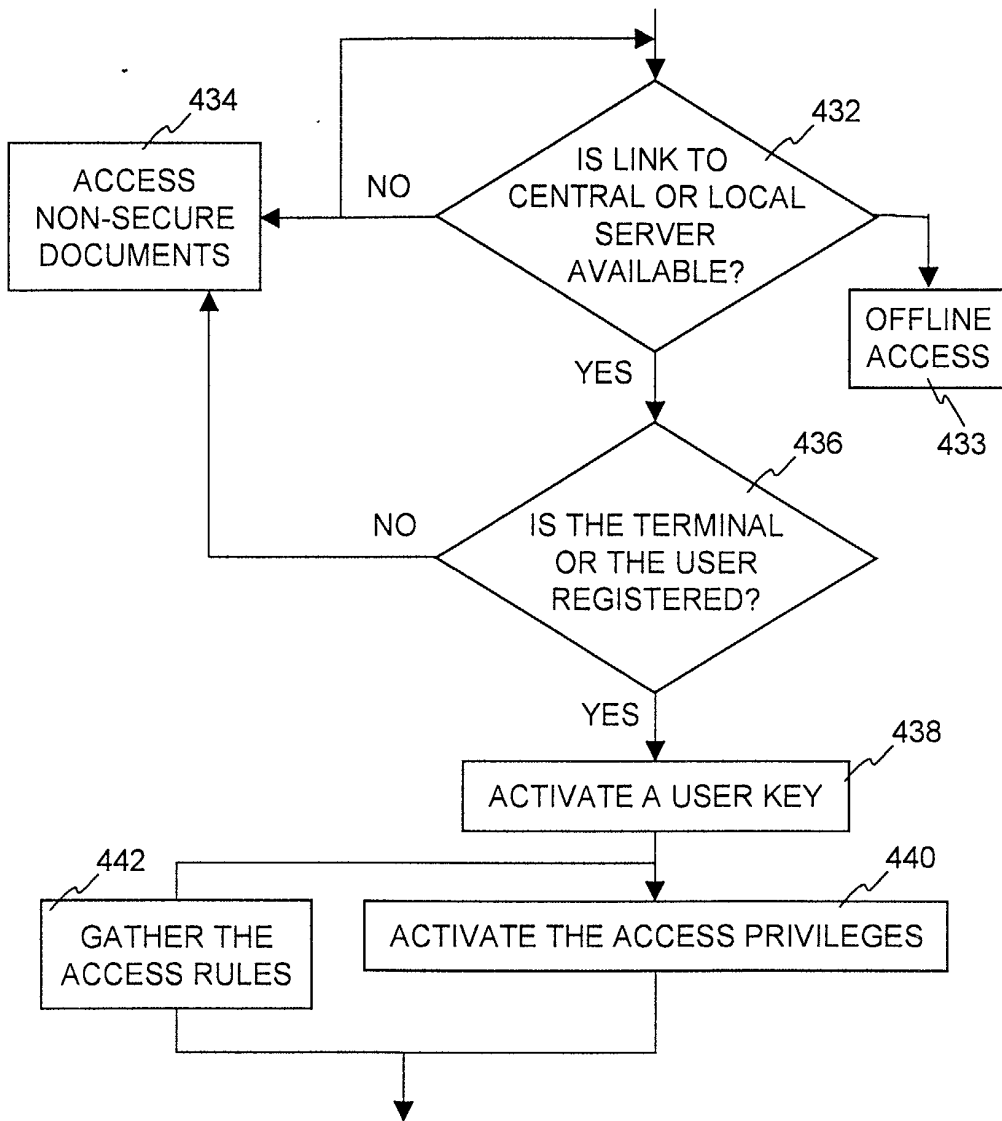 434
ACCESS
NON-SECURE
DOCUMENTS
NO
432
IS LINK TO
CENTRAL OR LOCAL
SERVER
AVAILABLE?
OFFLINE
ACCESS
433
YES
436
NO
IS THE TERMINAL
OR THE USER
REGISTERED?
YES
438
ACTIVATE A USER KEY
442
GATHER THE
ACCESS RULES
440
ACTIVATE THE ACCESS PRIVILEGES